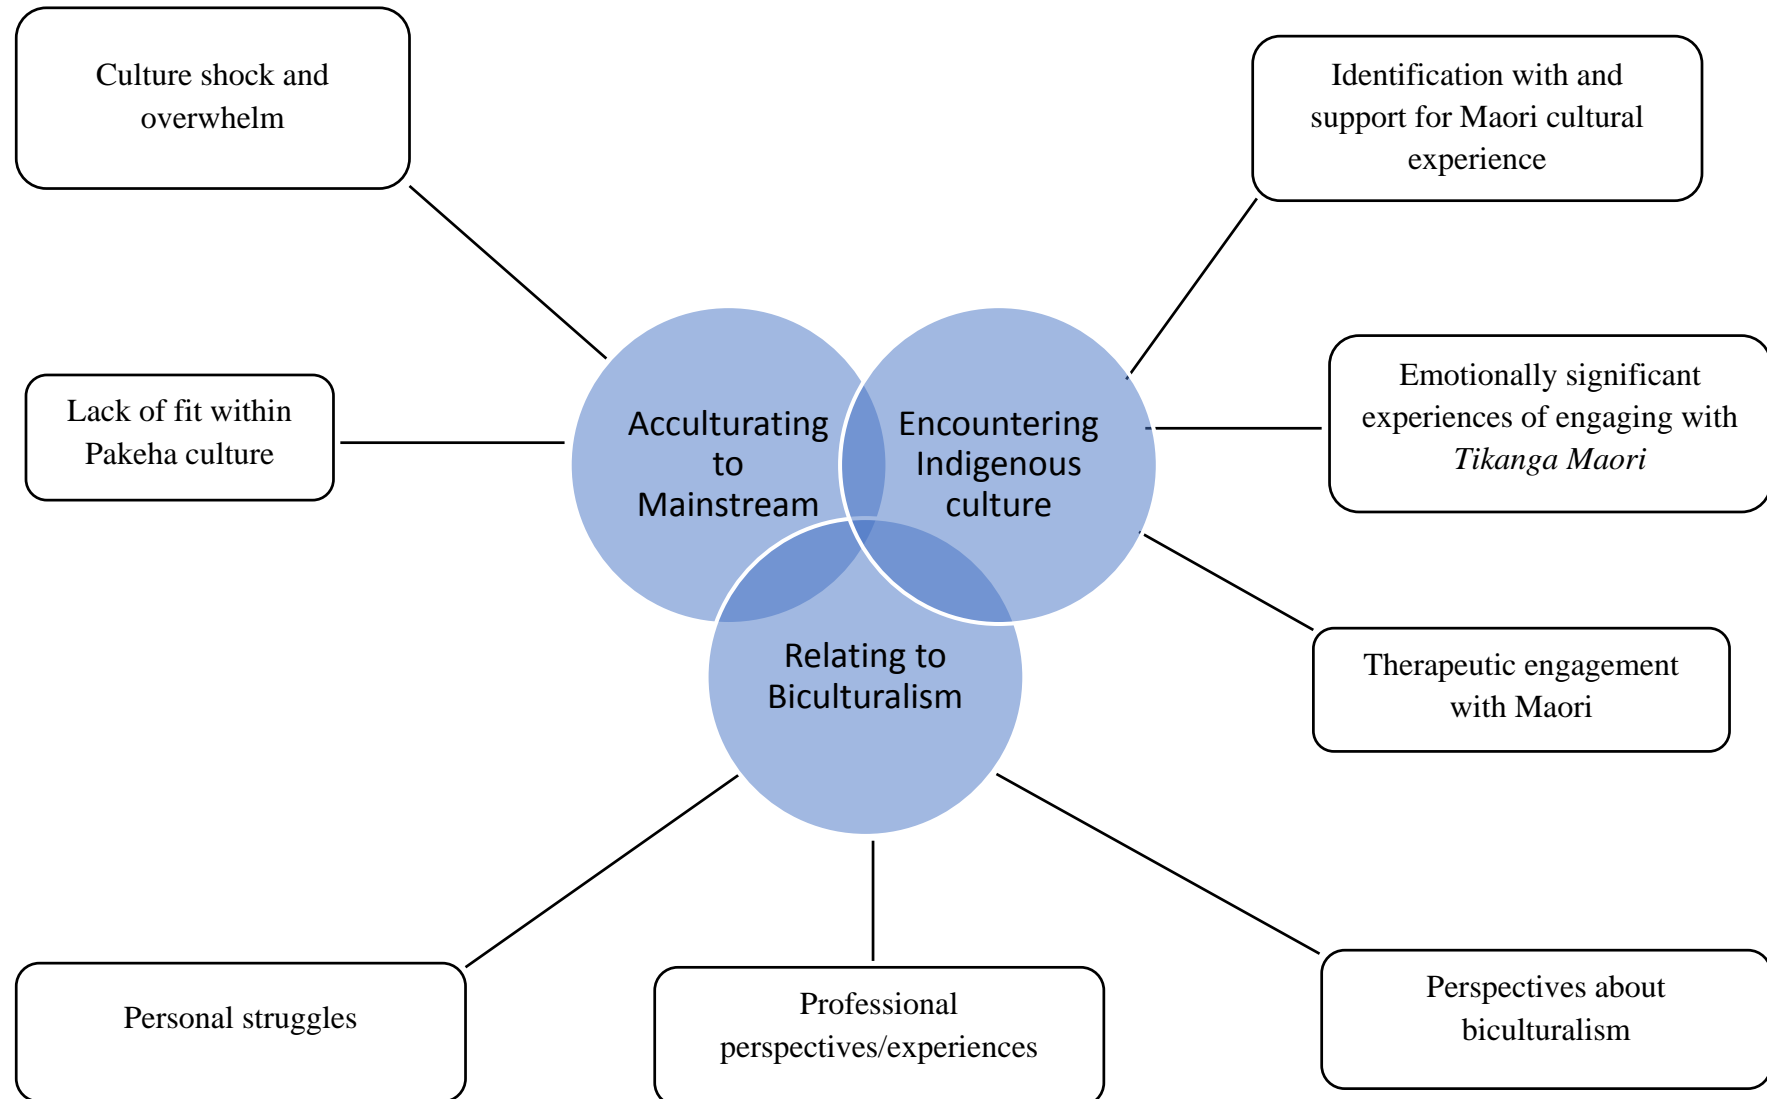 Culture shock and
overwhelm
Identification with and
support for Maori cultural
experience
Lack of fit within
Pakeha culture
Emotionally significant
experiences of engaging with
Tikanga Maori
Acculturating
to
Mainstream
Encountering
Indigenous
culture
Relating to
Biculturalism
Therapeutic engagement
with Maori
Personal struggles
Professional
perspectives/experiences
Perspectives about
biculturalism